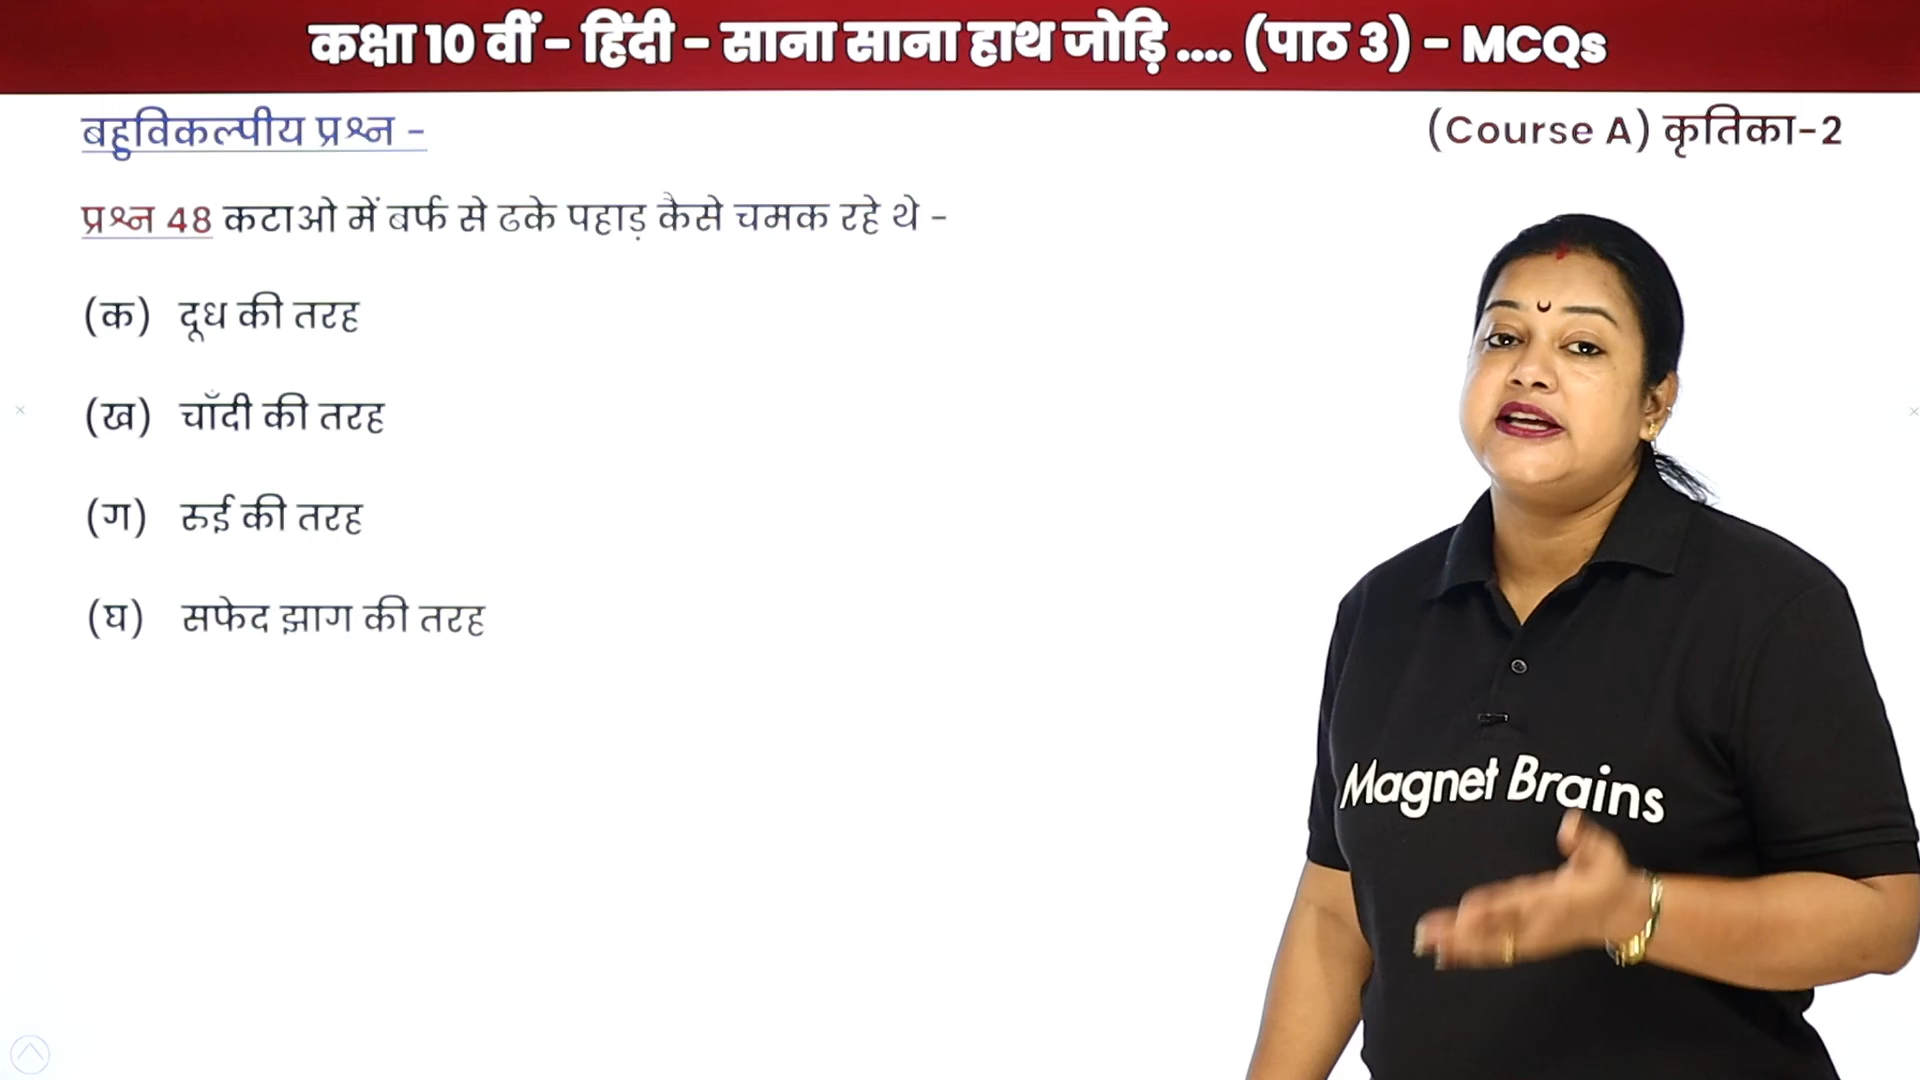 कक्षा 10 वीं - हिंदी - साना साना हाथ जोड़ि .... (पाठ 3) - MCQs
बहुविकल्पीय प्रश्न -
(Course A) कृतिका-2
प्रश्न 48 कटाओ में बर्फ से ढके पहाड़ कैसे चमक रहे थे -
(क) दूध की तरह
(ख) चाँदी की तरह
(ग) रुई की तरह
(घ) सफेद झाग की तरह
Magnet Brains